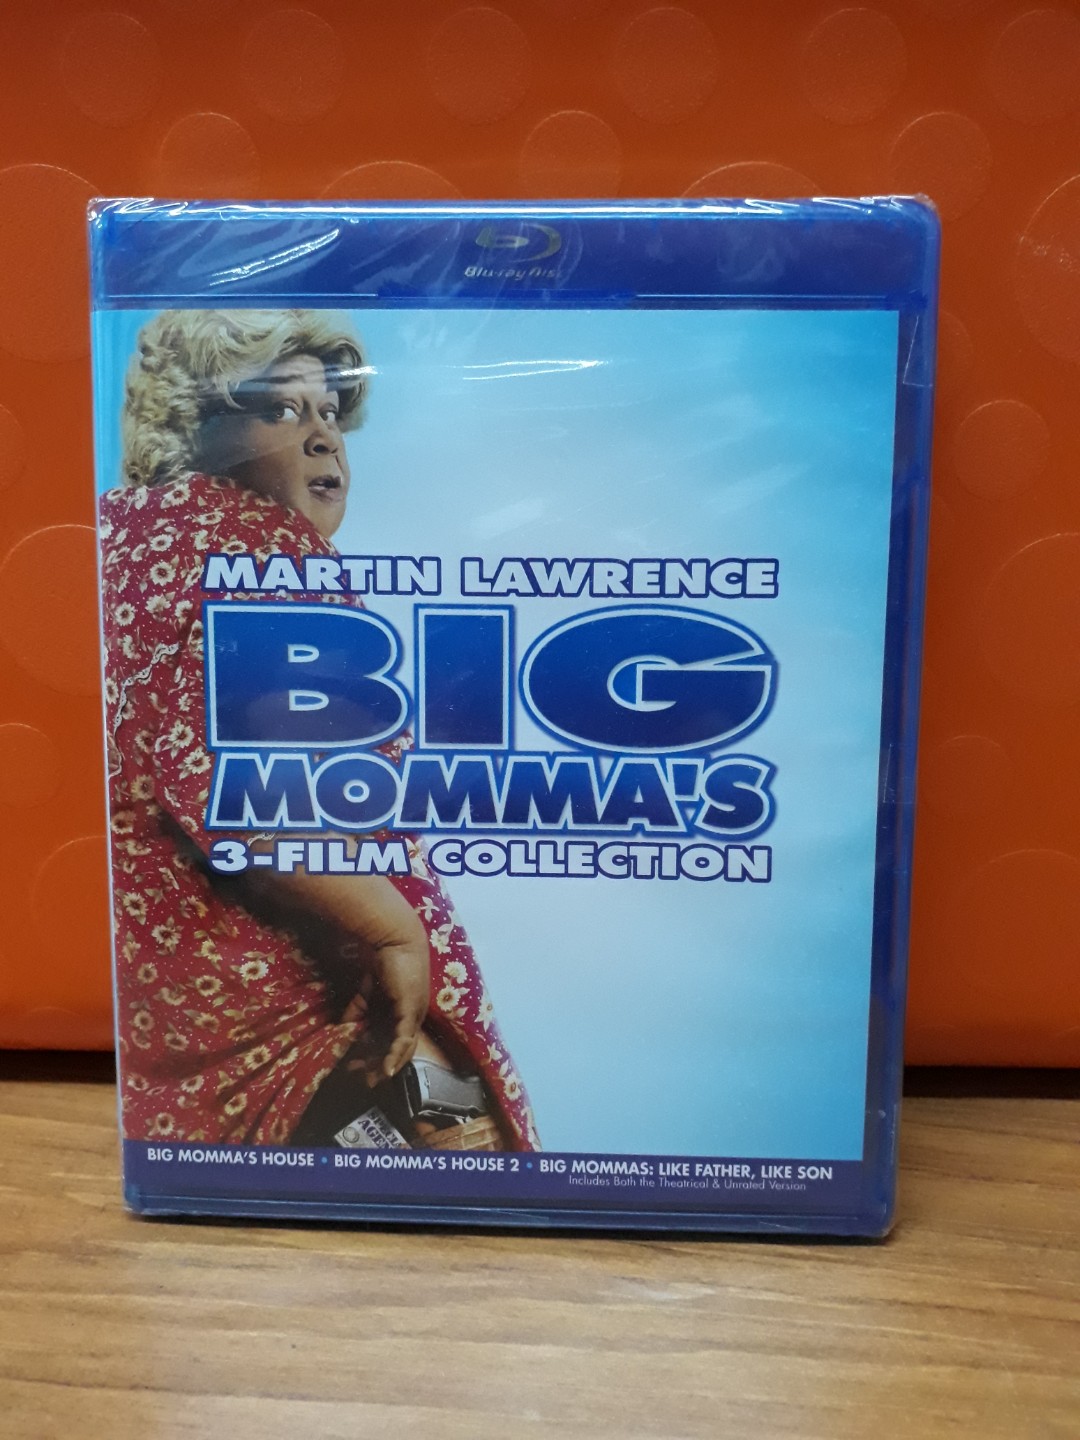 Blu-ray Disc
MARTIN LAWRENCE
BIG
MOMMA'S
3-FILM COLLECTION
BIG MOMMA'S HOUSE • BIG MOMMA'S HOUSE 2 • BIG MOMMAS: LIKE FATHER, LIKE SON
Includes Both the Theatrical & Unrated Version